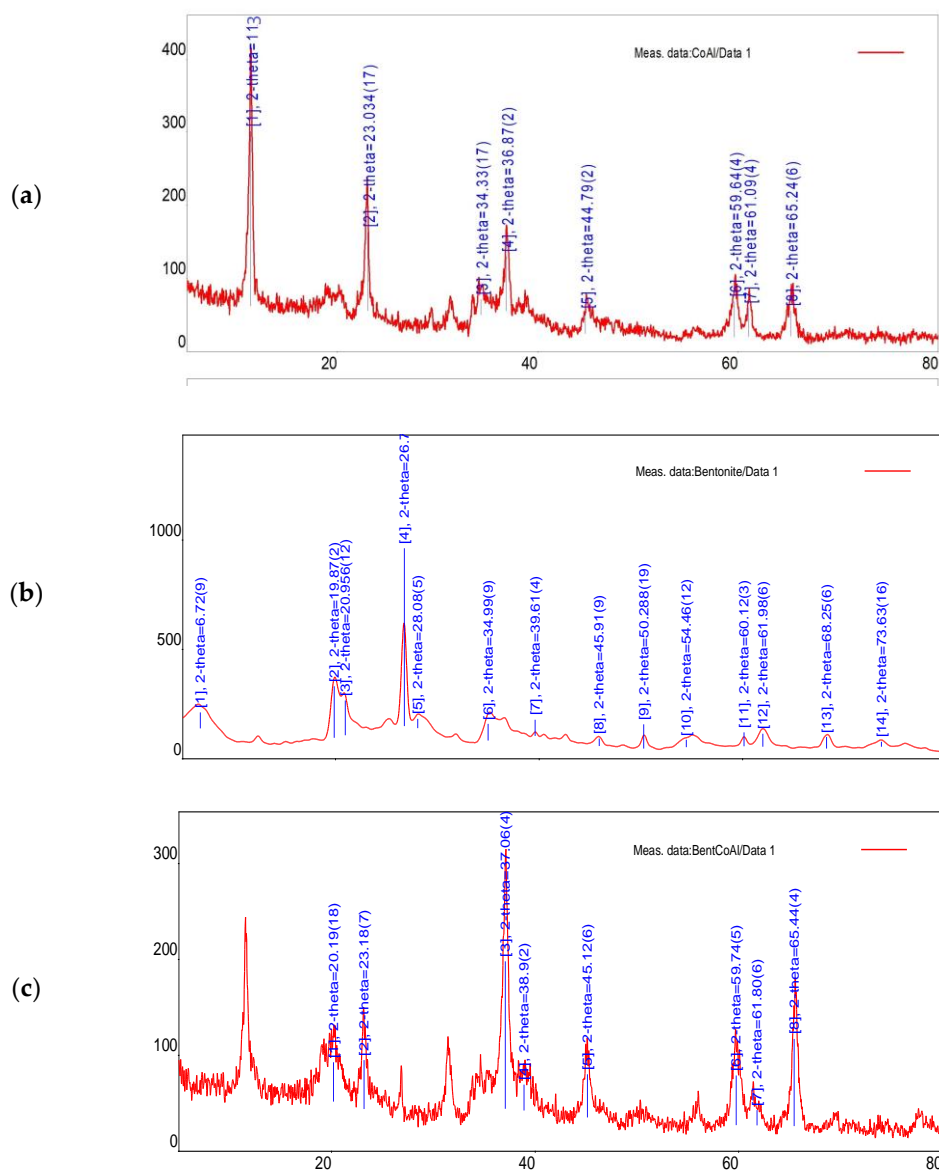 (a)
Meas. data:CoAl/Data 1
400
300
200
100
0
[1], 2-theta=113
[2], 2-theta=23.034(17)
[3], 2-theta=34.33(17)
[4], 2-theta=36.87(2)
[5], 2-theta=44.79(2)
[6], 2-theta=59.64(4)
[7], 2-theta=61.09(4)
[8], 2-theta=65.24(6)
20
40
60
80
(b)
Meas. data:Bentonite/Data 1
1000
500
0
[1], 2-theta=6.72(9)
[2], 2-theta=19.87(2)
[3], 2-theta=20.956(12)
[4], 2-theta=26.7
[5], 2-theta=28.08(5)
[6], 2-theta=34.99(9)
[7], 2-theta=39.61(4)
[8], 2-theta=45.91(9)
[9], 2-theta=50.288(19)
[10], 2-theta=54.46(12)
[11], 2-theta=60.12(3)
[12], 2-theta=61.98(6)
[13], 2-theta=68.25(6)
[14], 2-theta=73.63(16)
(c)
Meas. data:BentCoAl/Data 1
300
200
100
0
[1], 2-theta=20.19(18)
[2], 2-theta=23.18(7)
[3], 2-theta=37.06(4)
[4], 2-theta=38.9(2)
[5], 2-theta=45.12(6)
[6], 2-theta=59.74(5)
[7], 2-theta=61.80(6)
[8], 2-theta=65.44(4)
20
40
60
80